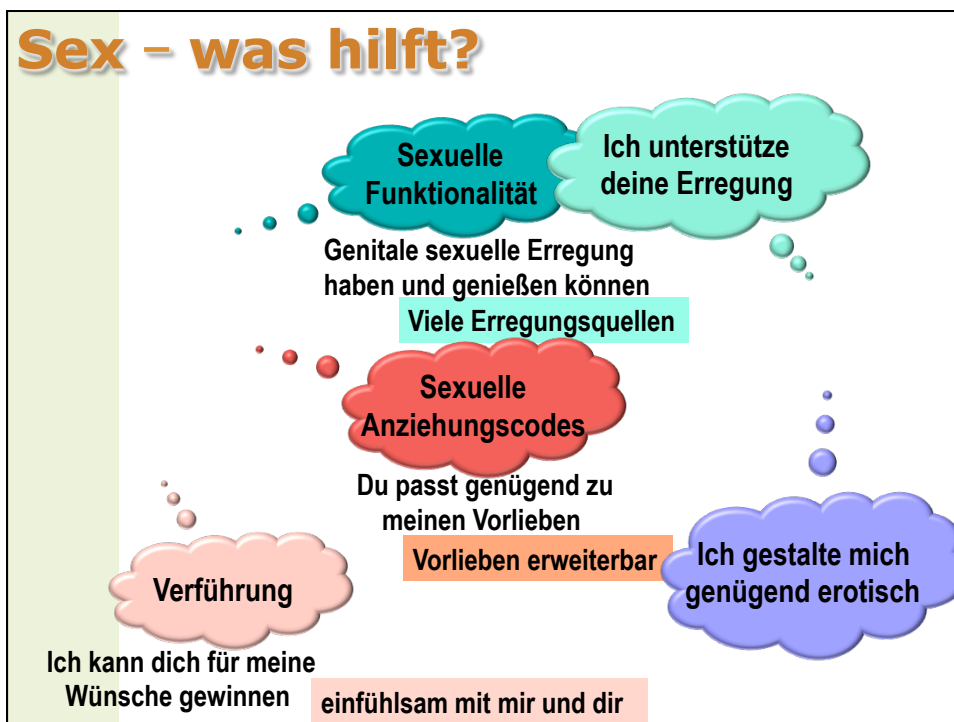 Sex – was hilft?
Sexuelle
Funktionalität
Ich unterstütze
deine Erregung
Genitale sexuelle Erregung
haben und genießen können
Viele Erregungsquellen
Sexuelle
Anziehungscodes
Du passt genügend zu
meinen Vorlieben
Vorlieben erweiterbar
Ich gestalte mich
genügend erotisch
Verführung
Ich kann dich für meine
Wünsche gewinnen
einfühlsam mit mir und dir